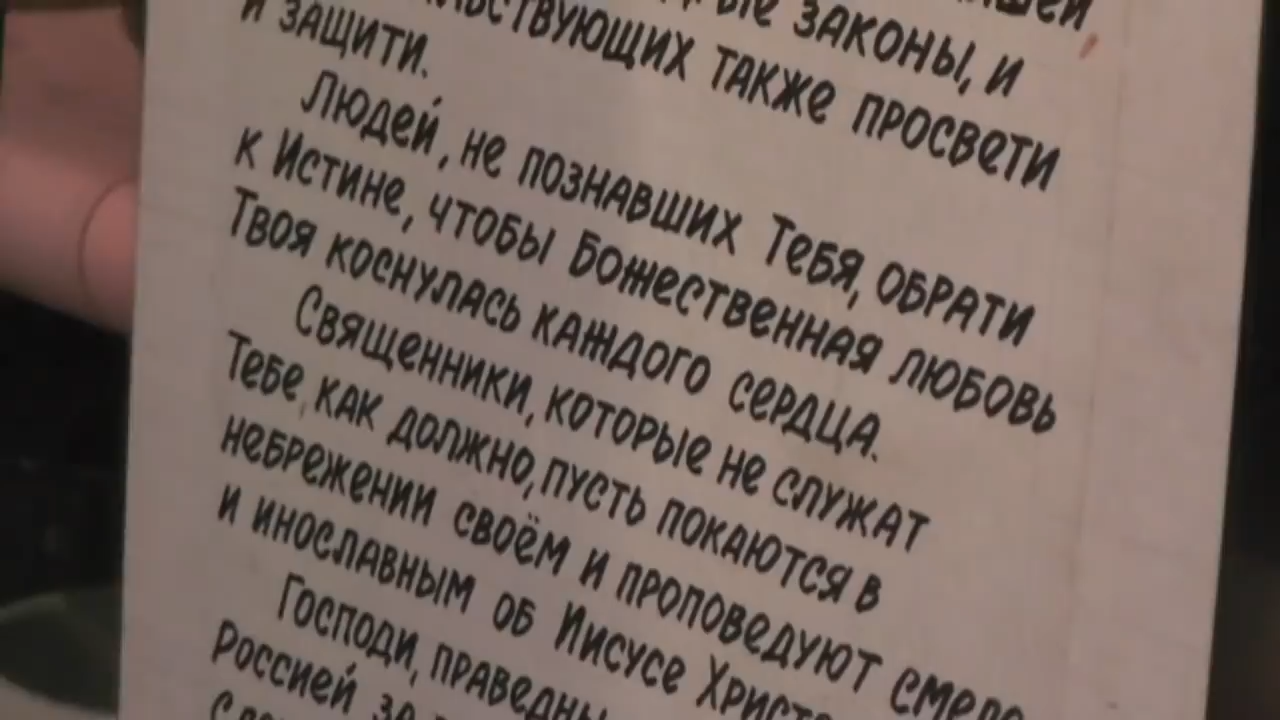 законы, и
также просвети
и защити.
Людей, не познавших Тебя, обрати
к Истине, чтобы Божественная любовь
Твоя коснулась каждого сердца.
Священники, которые не служат
Тебе, как должно, пусть покаются в
небрежении своём и проповедуют смело
и инославным об Иисусе
Господи,
Россией